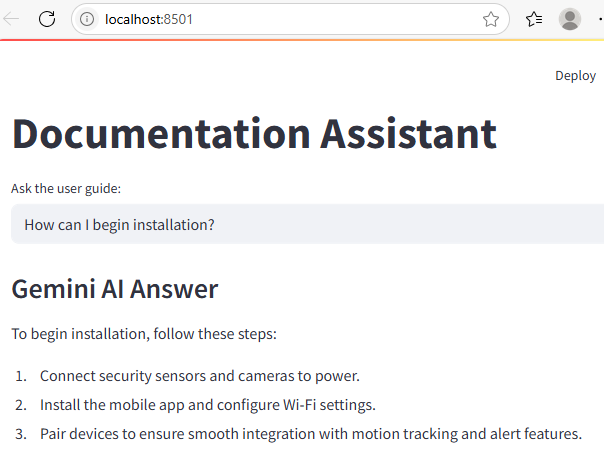 localhost:8501
Deploy
Documentation Assistant
Ask the user guide:
How can I begin installation?
Gemini AI Answer
To begin installation, follow these steps:
1. Connect security sensors and cameras to power.
2. Install the mobile app and configure Wi-Fi settings.
3. Pair devices to ensure smooth integration with motion tracking and alert features.